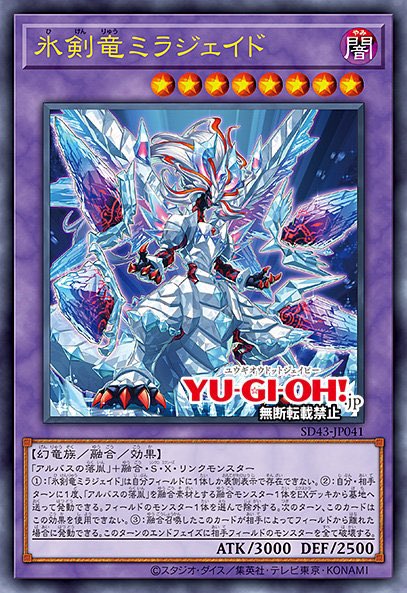 氷剣竜ミラジェイド
ひ けん りゅう
やみ
闇
ユウギオウドットジェイピー
YU-GI-OH!.jp
無断転載禁止
SD43-JP041
【幻竜族／融合／効果】
「アルバスの落胤」＋融合・S・X・リンクモンスター
①：「氷剣竜ミラジェイド」は自分フィールドに1体しか表側表示で存在できない。②：自分・相手
ターンに1度、「アルバスの落胤」を融合素材とする融合モンスター1体をEXデッキから墓地へ
送って発動できる。フィールドのモンスター1体を選んで除外する。次のターン、このカードは
この効果を使用できない。③：融合召喚したこのカードが相手によってフィールドから離れた
場合に発動できる。このターンのエンドフェイズに相手フィールドのモンスターを全て破壊する。
ATK/3000 DEF/2500
©スタジオ・ダイス／集英社・テレビ東京・KONAMI